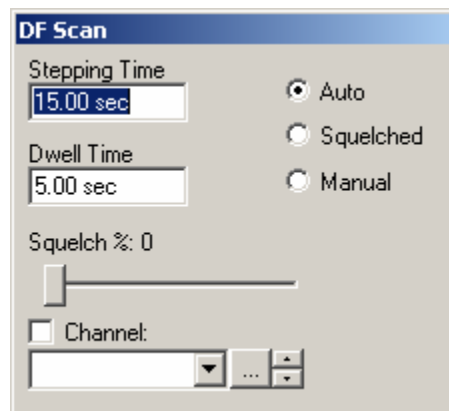 DF Scan
Stepping Time
15.00 sec
Auto
Squelched
Dwell Time
5.00 sec
Manual
Squelch %: 0
Channel:
...